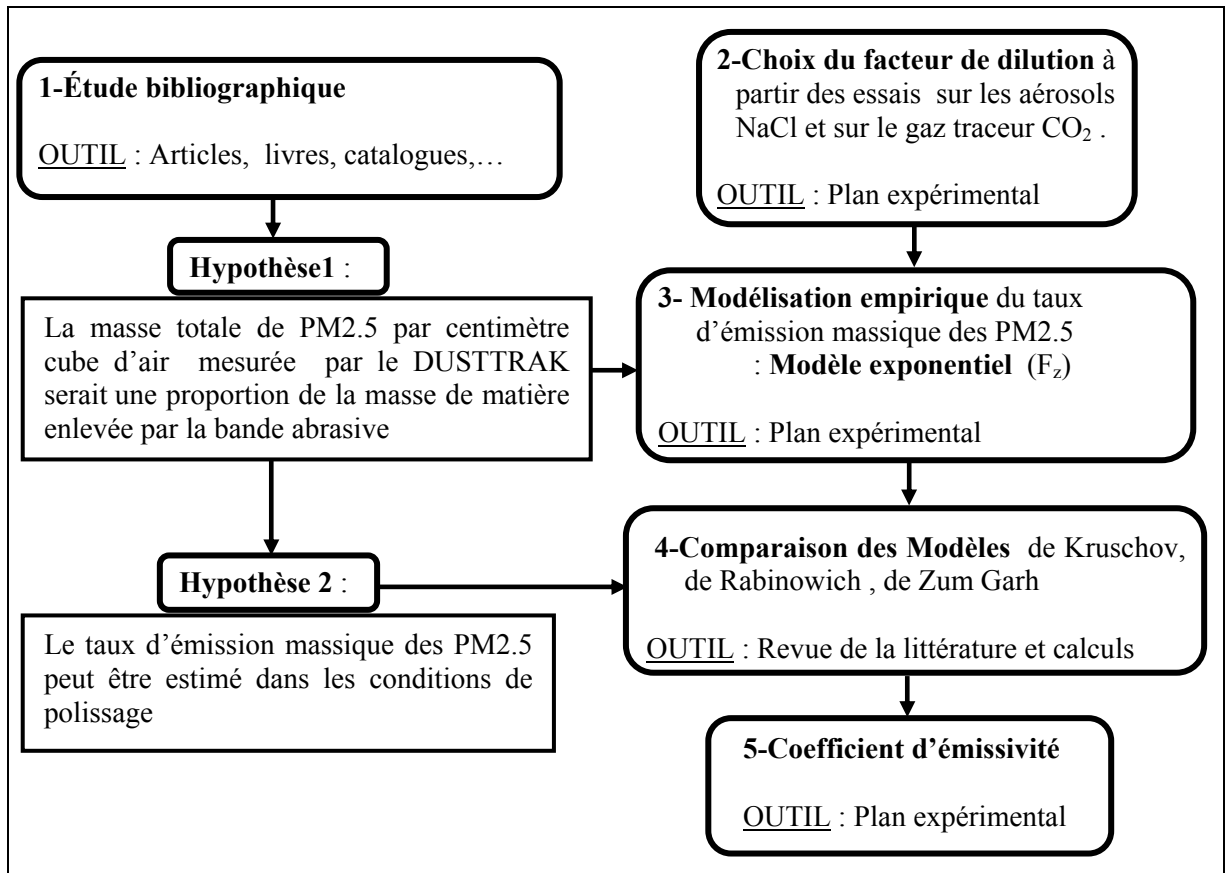 1-Étude bibliographique
OUTIL : Articles, livres, catalogues,…
Hypothèse1 :
La masse totale de PM2.5 par centimètre
cube d’air mesurée par le DUSTTRAK
serait une proportion de la masse de matière
enlevée par la bande abrasive
Hypothèse 2 :
Le taux d’émission massique des PM2.5
peut être estimé dans les conditions de
polissage
2-Choix du facteur de dilution à
partir des essais sur les aérosols
NaCl et sur le gaz traceur CO₂ .
OUTIL : Plan expérimental
3- Modélisation empirique du taux
d’émission massique des PM2.5
: Modèle exponentiel (F_z)
OUTIL : Plan expérimental
4-Comparaison des Modèles de Kruschov,
de Rabinowich , de Zum Garh
OUTIL : Revue de la littérature et calculs
5-Coefficient d’émissivité
OUTIL : Plan expérimental